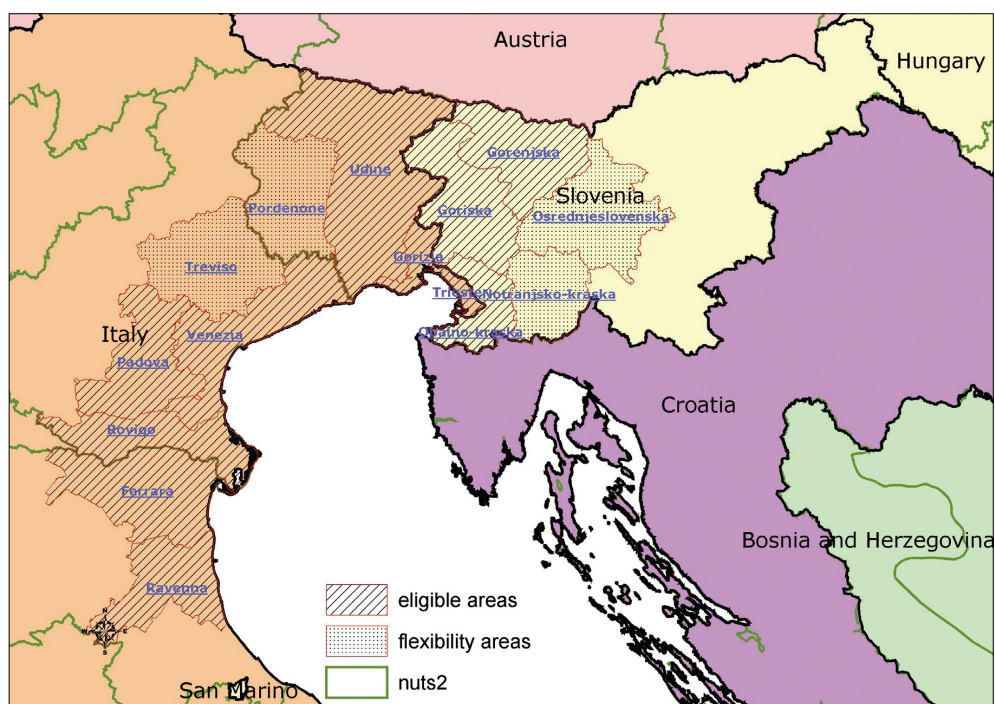 Austria
Hungary
Gorenjska
Udine
Slovenia
Pordenone
Goriska
Osrednjeslovenska
Gorizia
Treviso
Trieste
Notranjsko-kraska
Italy
Venezia
Obalno-kraska
Padova
Croatia
Rovigo
Ferrara
Bosnia and Herzegovina
Ravenna
eligible areas
N
W
E
S
flexibility areas
nuts2
San Marino